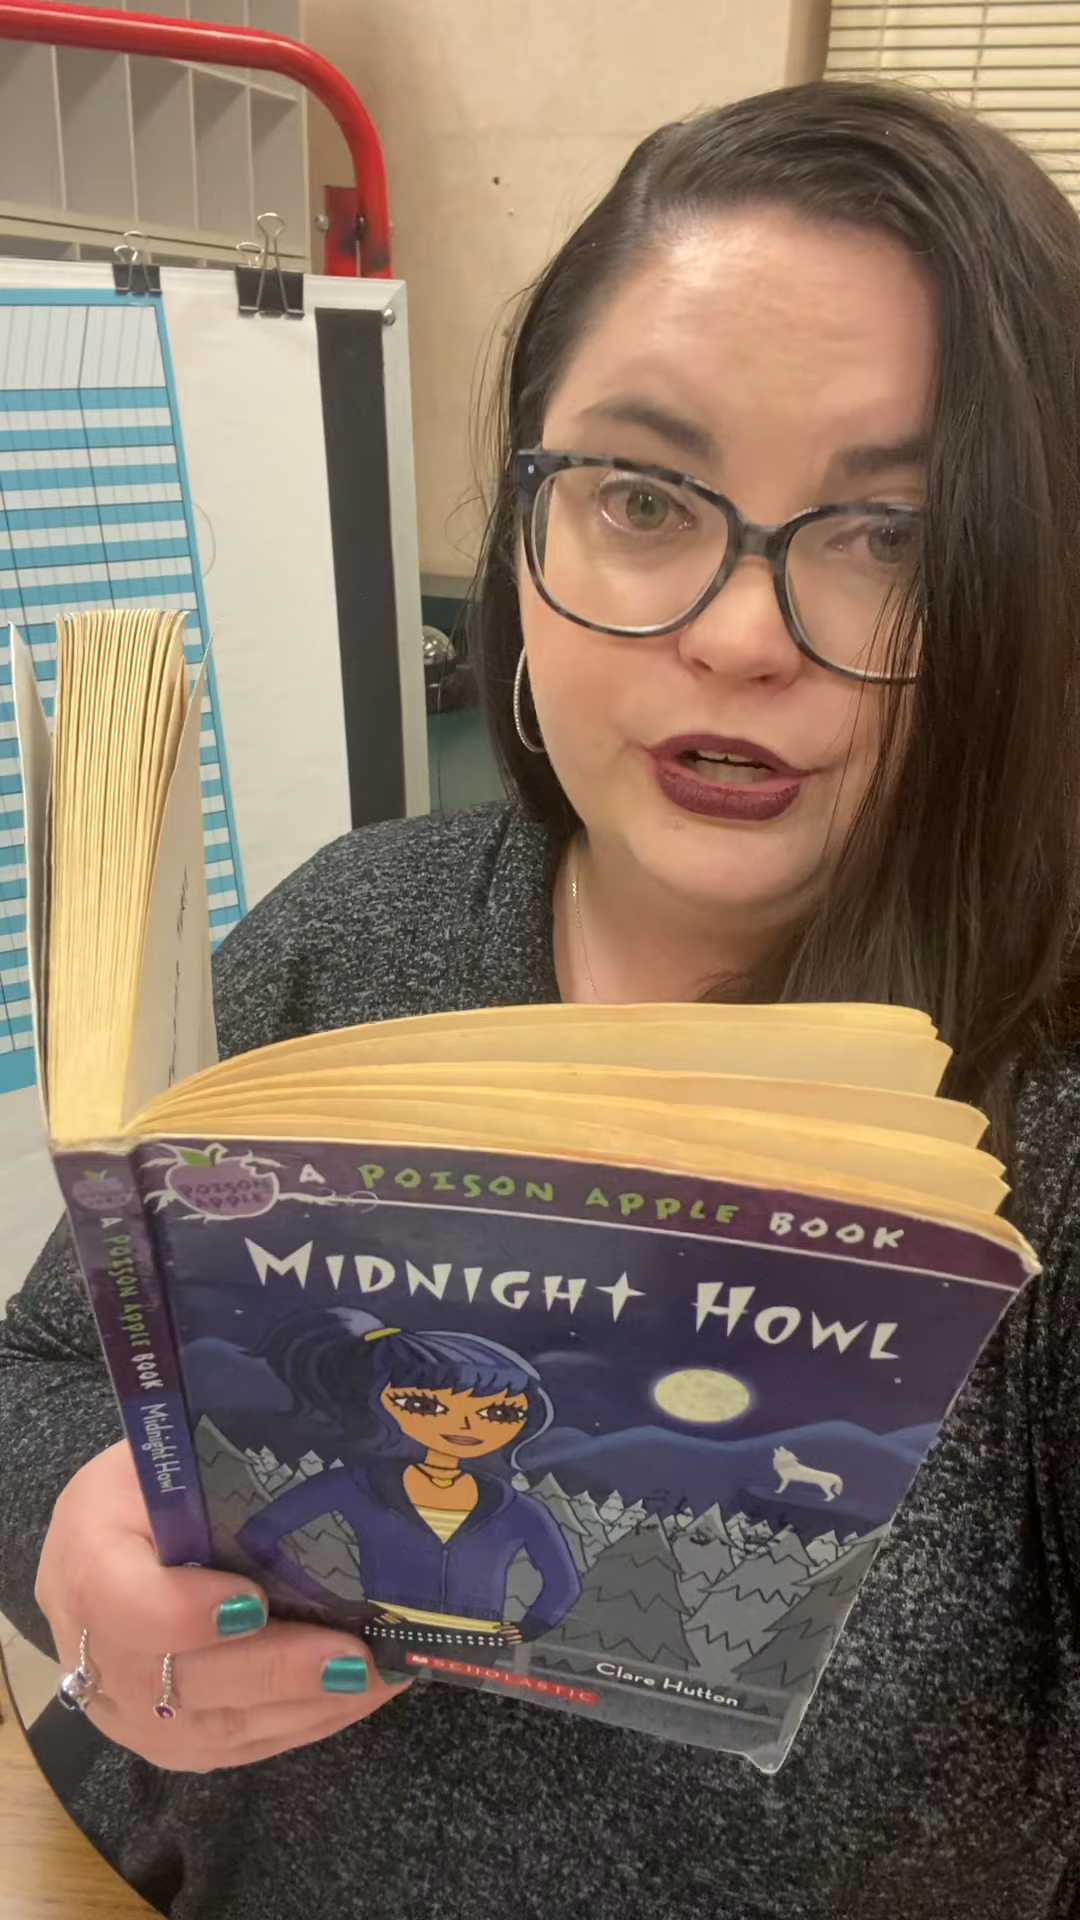 A POISON APPLE BOOK
POISON
APPLE
MIDNIGHT HOWL
Clare Hutton
SCHOLASTIC
A POISON APPLE BOOK Midnight Howl